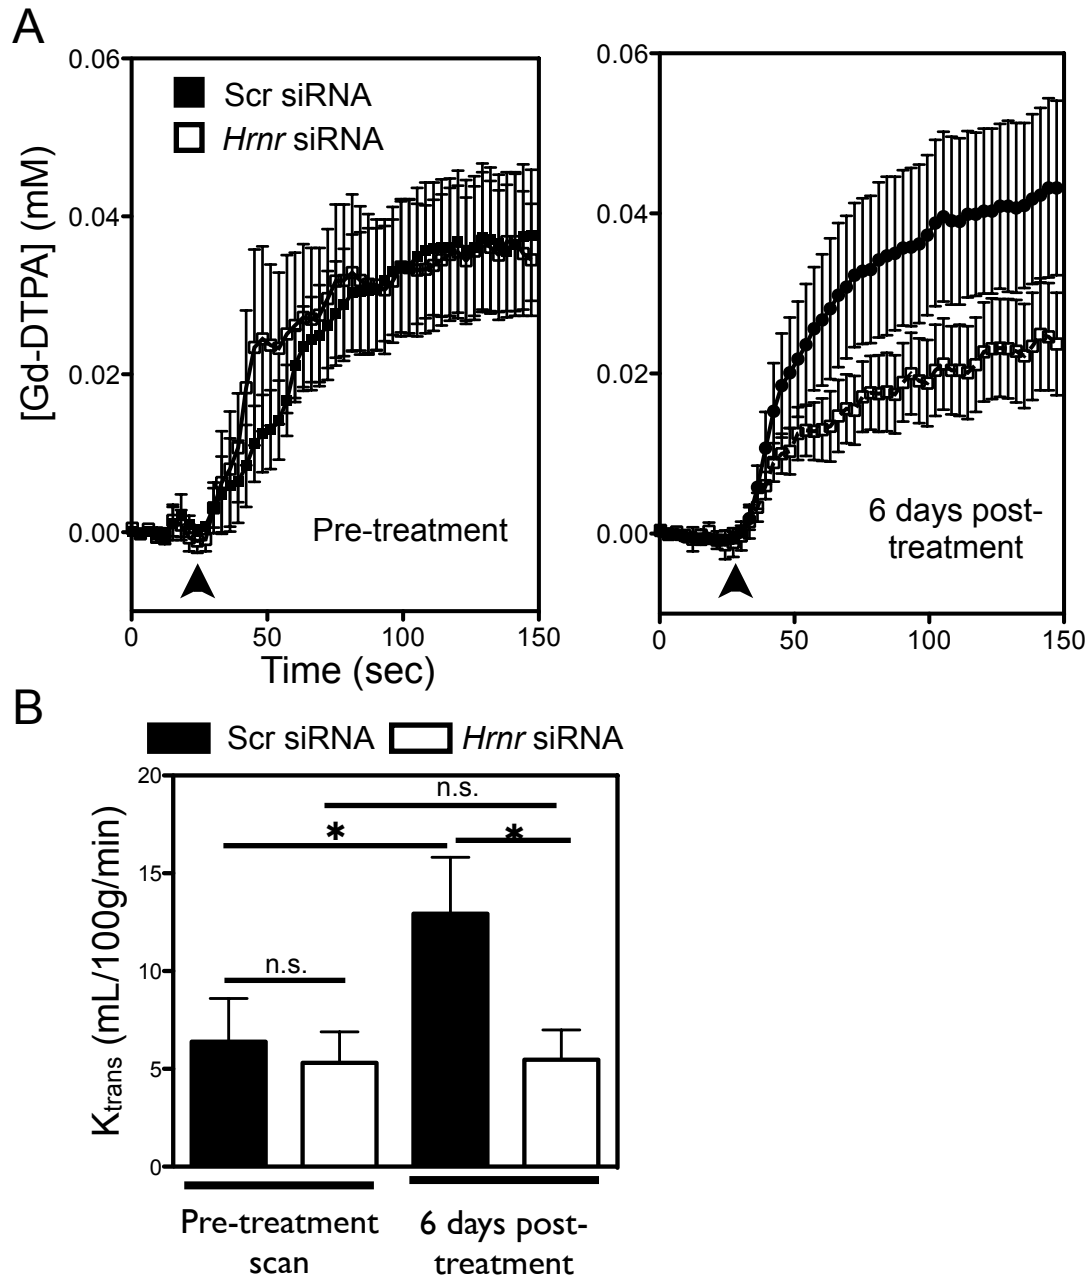 A
0.06
0.04
0.02
0.00
[Gd-DTPA] (mM)
Scr siRNA
Hrnr siRNA
Pre-treatment
0 50 100 150
Time (sec)
0.06
0.04
0.02
0.00
6 days post-
treatment
0 50 100 150
B
Scr siRNA Hrnr siRNA
20
15
10
5
0
Ktrans (mL/100g/min)
n.s.
* *
n.s.
Pre-treatment
scan
6 days post-
treatment